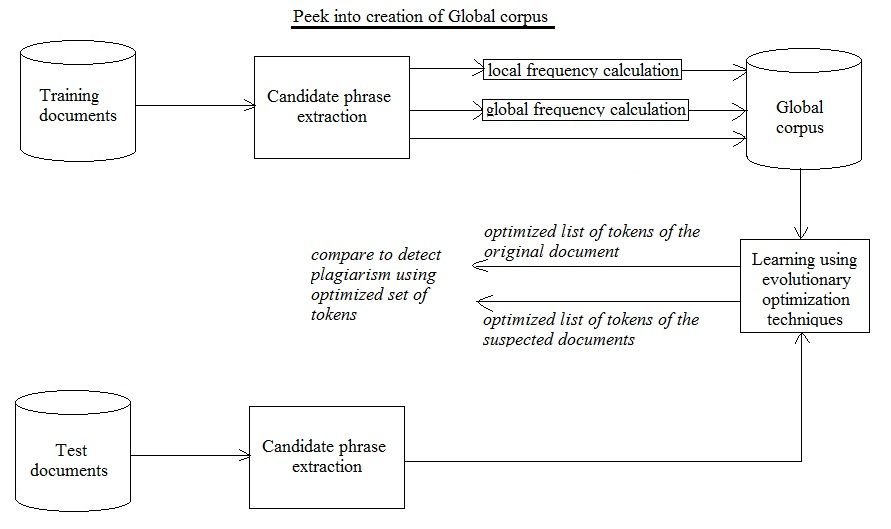 Peek into creation of Global corpus
Training
documents
Candidate phrase
extraction
local frequency calculation
global frequency calculation
Global
corpus
optimized list of tokens of the
original document
compare to detect
plagiarism using
optimized set of
tokens
Learning using
evolutionary
optimization
techniques
optimized list of tokens of the
suspected documents
Test
documents
Candidate phrase
extraction